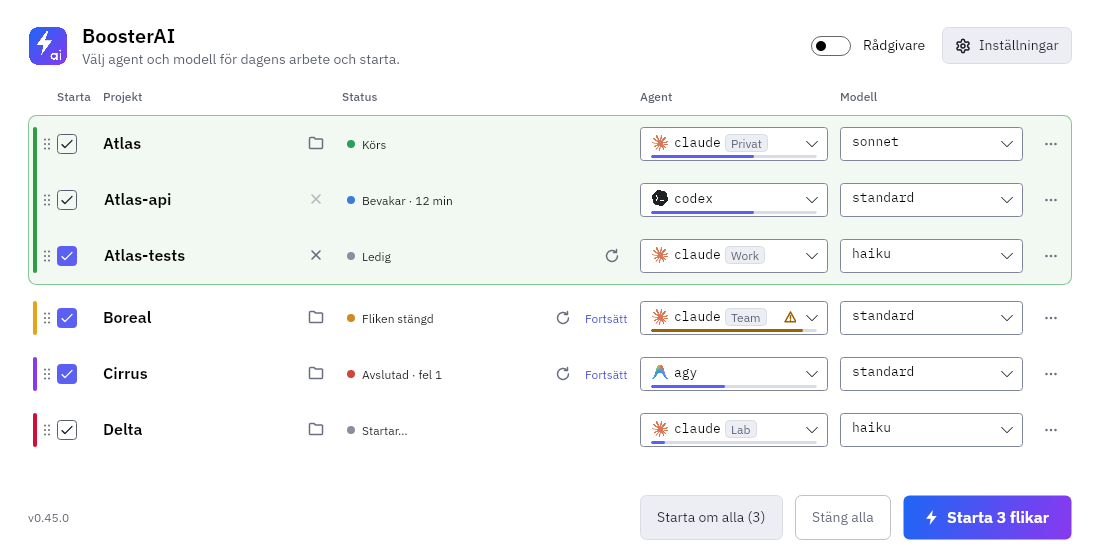 ai
BoosterAI
Välj agent och modell för dagens arbete och starta.
Rådgivare
Inställningar
Starta Projekt Status Agent Modell
Atlas Körs claude Privat sonnet
Atlas-api Bevakar · 12 min codex standard
Atlas-tests Ledig claude Work haiku
Boreal Fliken stängd Fortsätt claude Team standard
Cirrus Avslutad · fel 1 Fortsätt agy standard
Delta Startar... claude Lab haiku
v0.45.0 Starta om alla (3) Stäng alla Starta 3 flikar